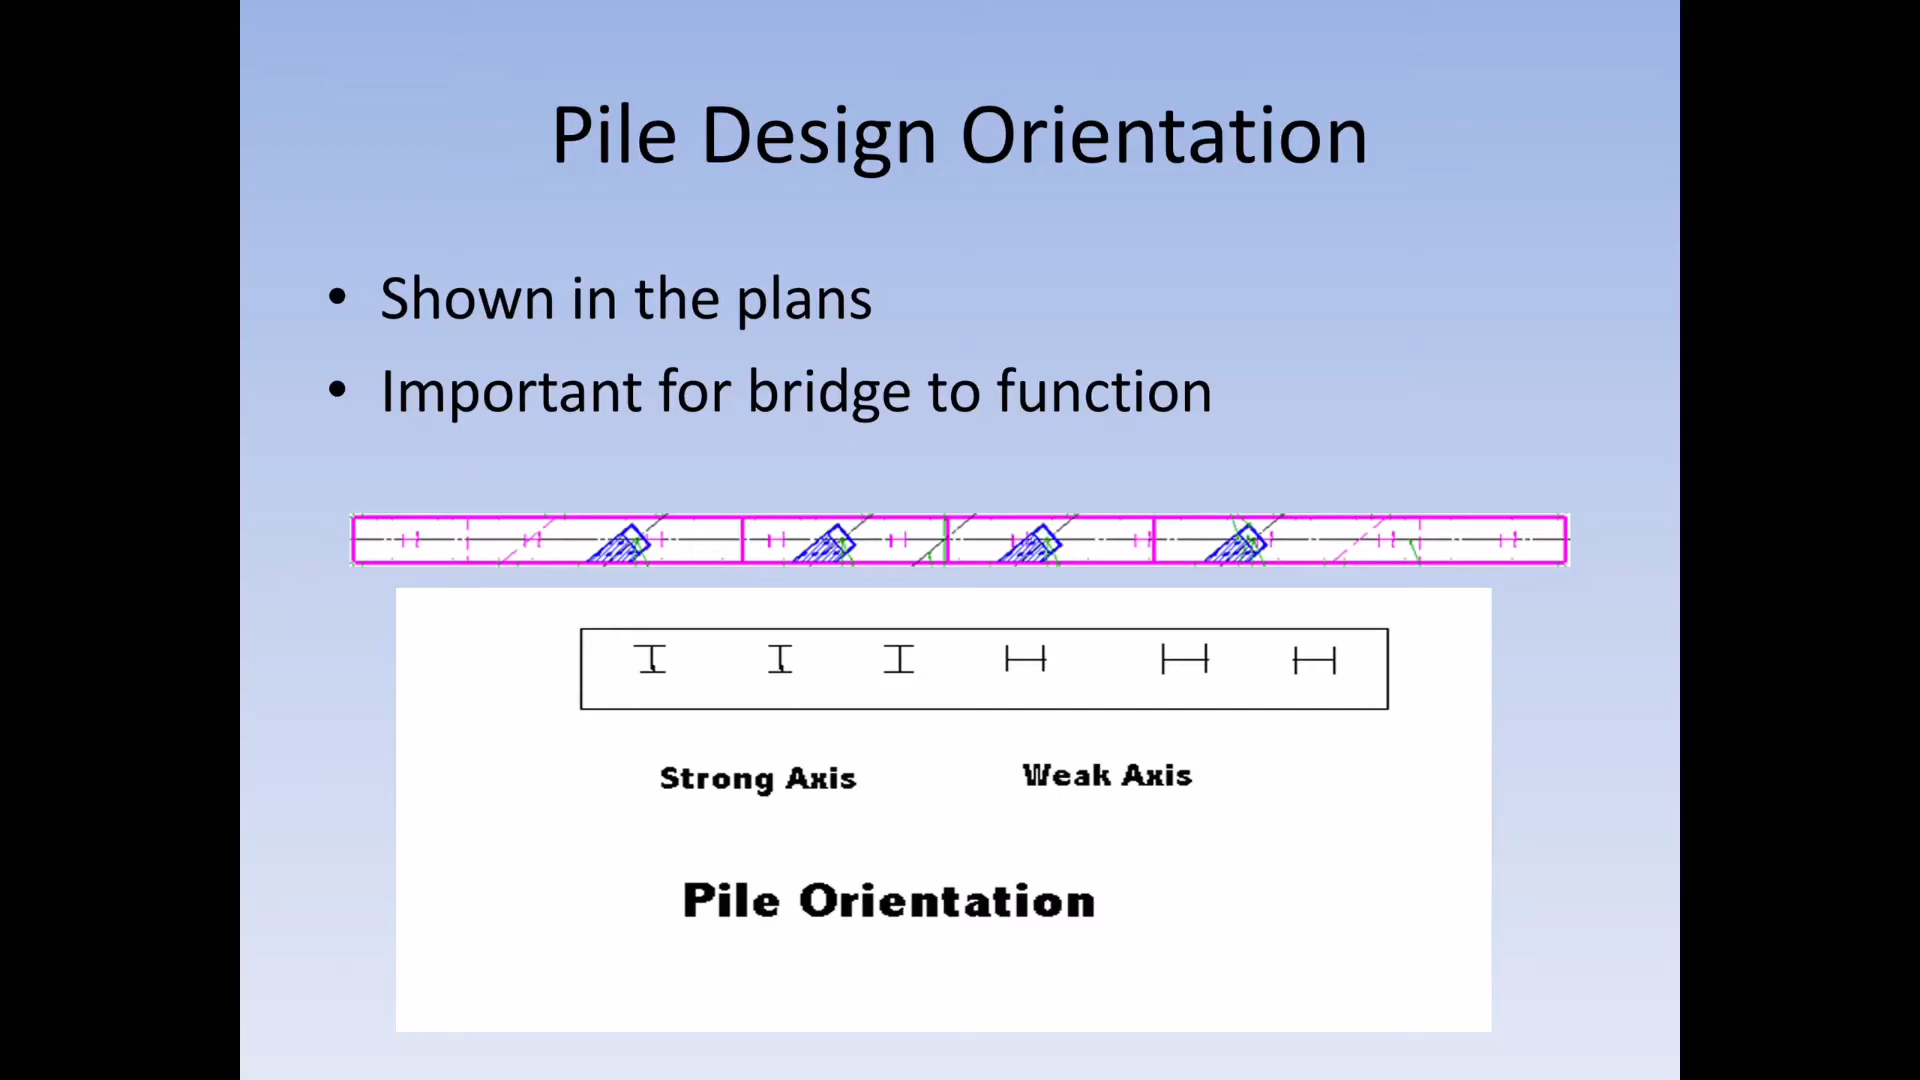 Pile Design Orientation
• Shown in the plans
• Important for bridge to function
Strong Axis
Weak Axis
Pile Orientation